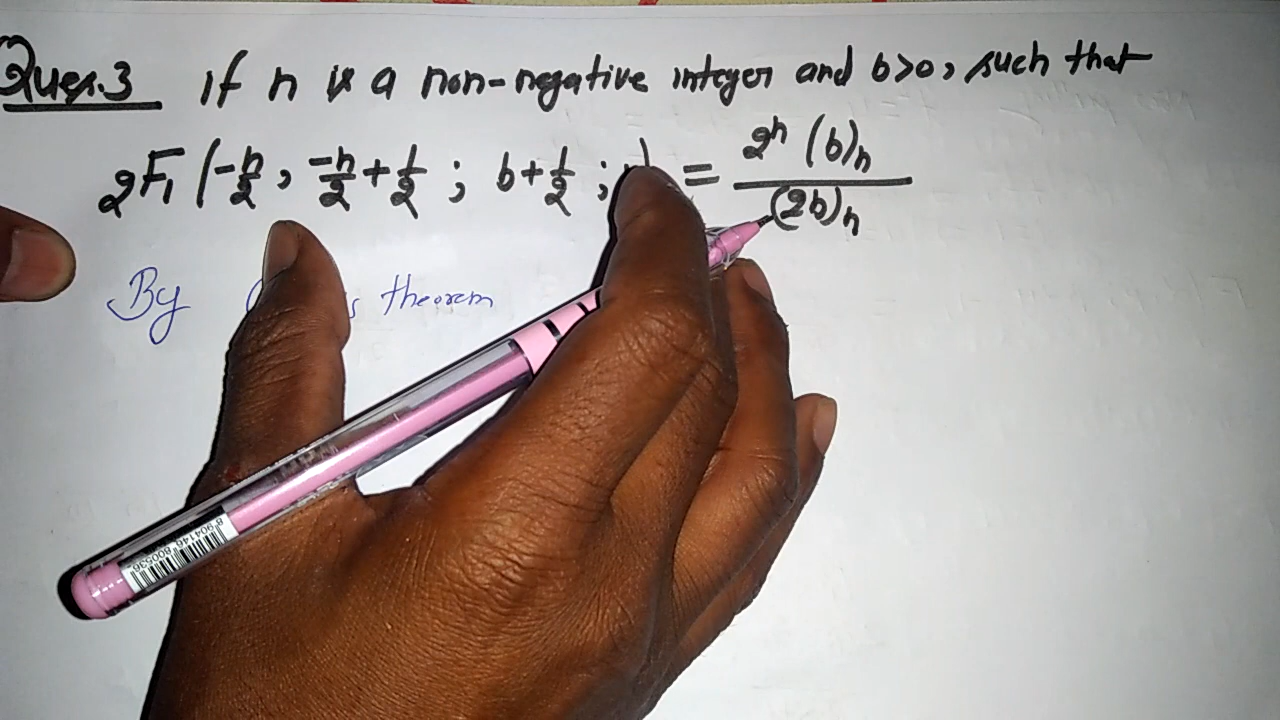 Ques.3 If n is a non-negative integer and b>0, such that
2F1 (-n/2, -n/2 + 1/2 ; b + 1/2 ; = 2^n (b)n / (2b)n
By theorem
8904146800536